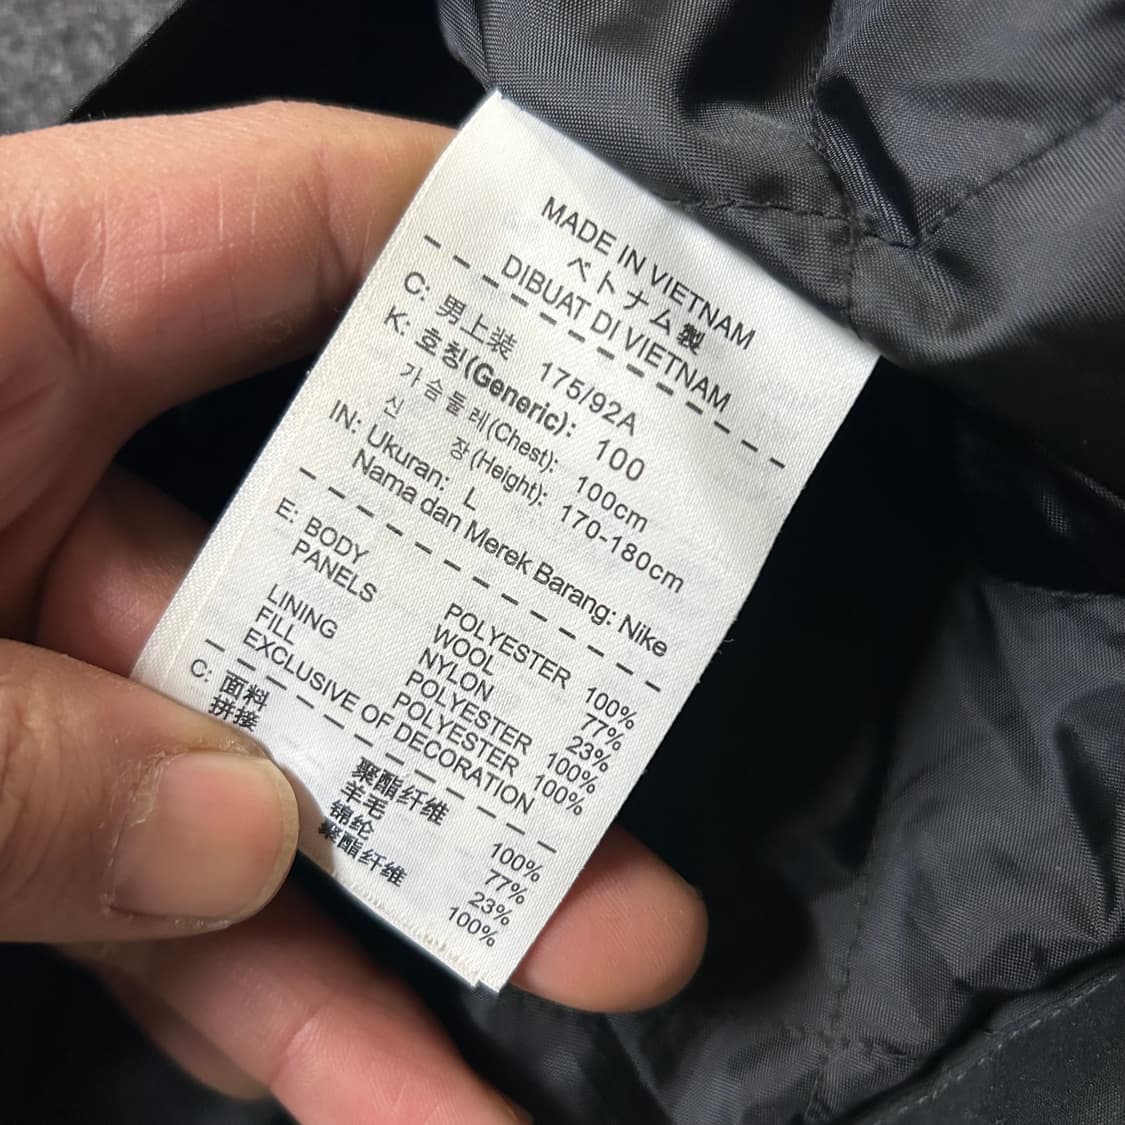 MADE IN VIETNAM
ベトナム製
DIBUAT DI VIETNAM
C: 男上装 175/92A
K: 호칭(Generic): 100
가슴둘레(Chest): 100cm
신 장(Height): 170-180cm
IN: Ukuran: L
Nama dan Merek Barang: Nike
E: BODY POLYESTER 100%
PANELS WOOL 77%
NYLON 23%
LINING POLYESTER 100%
FILL POLYESTER 100%
EXCLUSIVE OF DECORATION
C: 面料 聚酯纤维 100%
拼接 羊毛 77%
锦纶 23%
聚酯纤维 100%